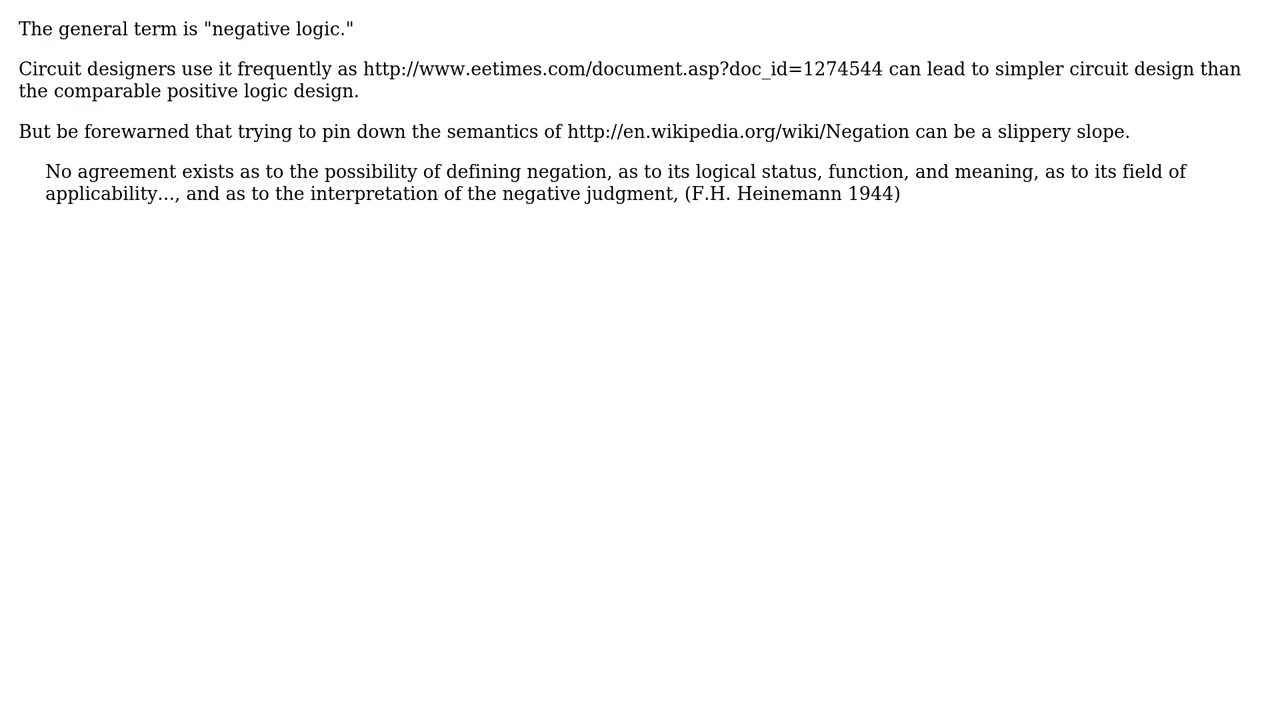 The general term is "negative logic."
Circuit designers use it frequently as http://www.eetimes.com/document.asp?doc_id=1274544 can lead to simpler circuit design than
the comparable positive logic design.
But be forewarned that trying to pin down the semantics of http://en.wikipedia.org/wiki/Negation can be a slippery slope.
No agreement exists as to the possibility of defining negation, as to its logical status, function, and meaning, as to its field of
applicability…, and as to the interpretation of the negative judgment, (F.H. Heinemann 1944)